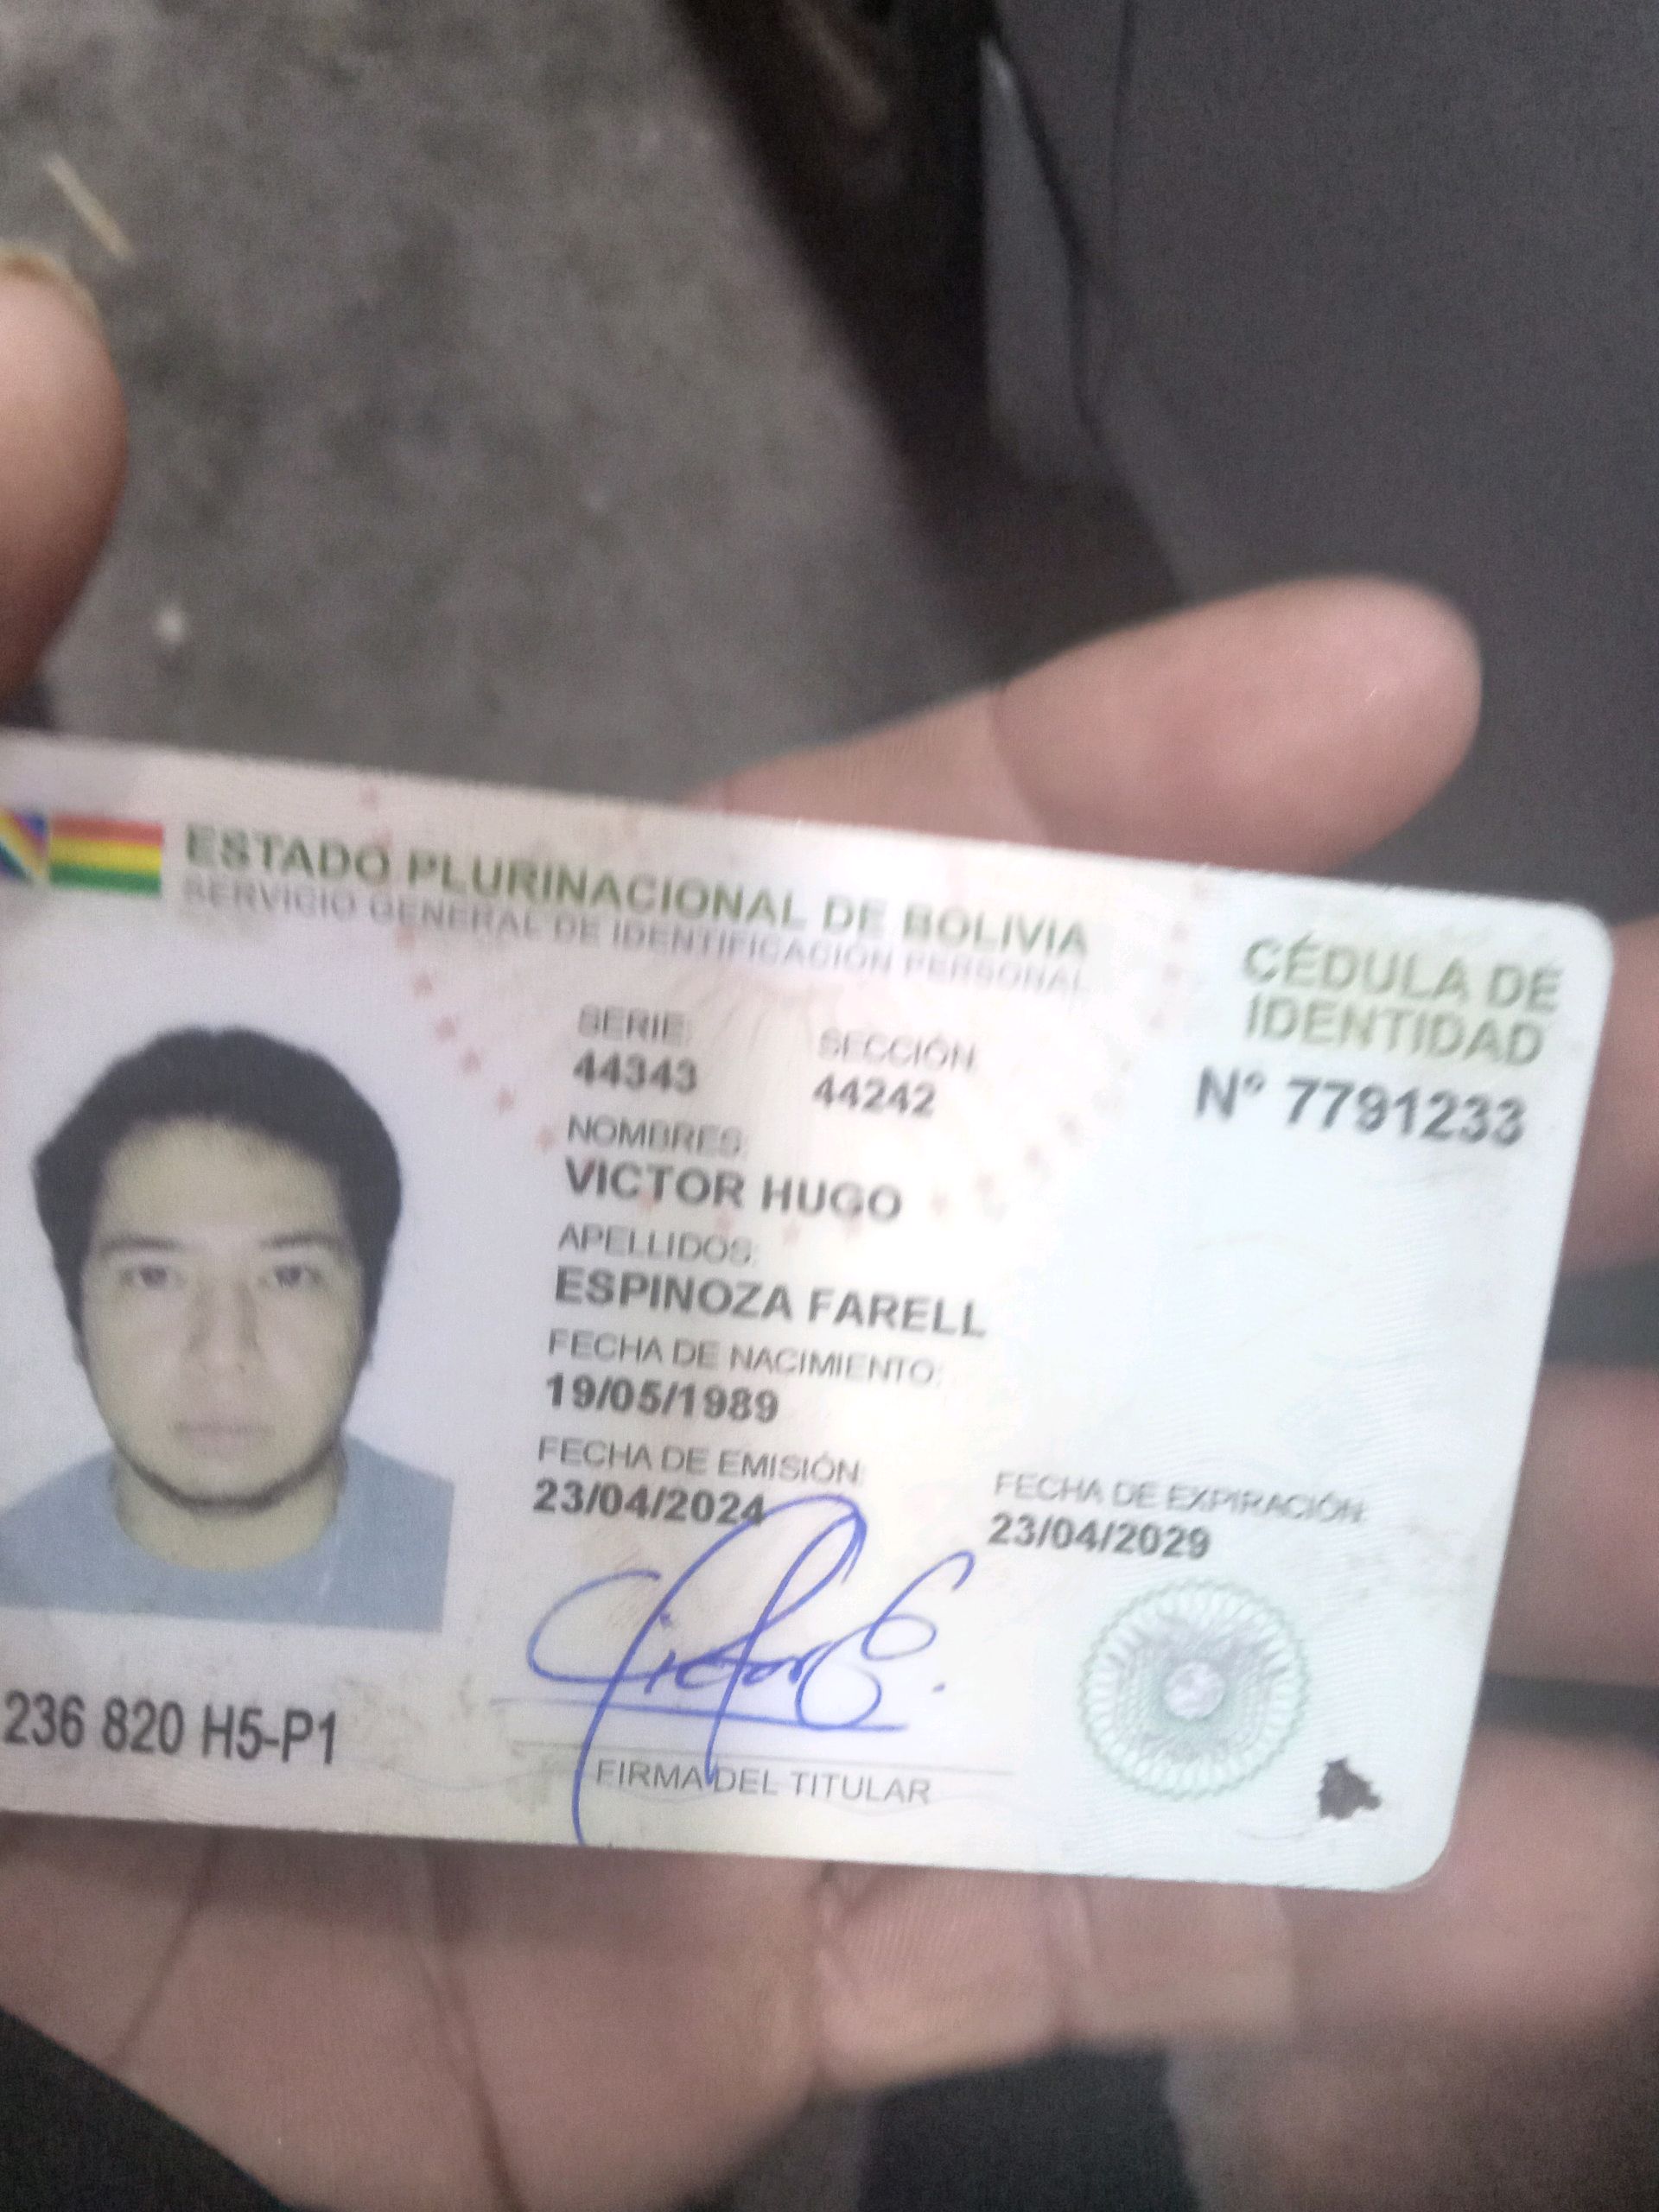 ESTADO PLURINACIONAL DE BOLIVIA
SERVICIO GENERAL DE IDENTIFICACIÓN PERSONAL
CÉDULA DE
IDENTIDAD
N° 7791233
SERIE: SECCIÓN:
44343 44242
NOMBRES:
VICTOR HUGO
APELLIDOS:
ESPINOZA FARELL
FECHA DE NACIMIENTO:
19/05/1989
FECHA DE EMISIÓN: FECHA DE EXPIRACIÓN:
23/04/2024 23/04/2029
Victor E.
FIRMA DEL TITULAR
236 820 H5-P1